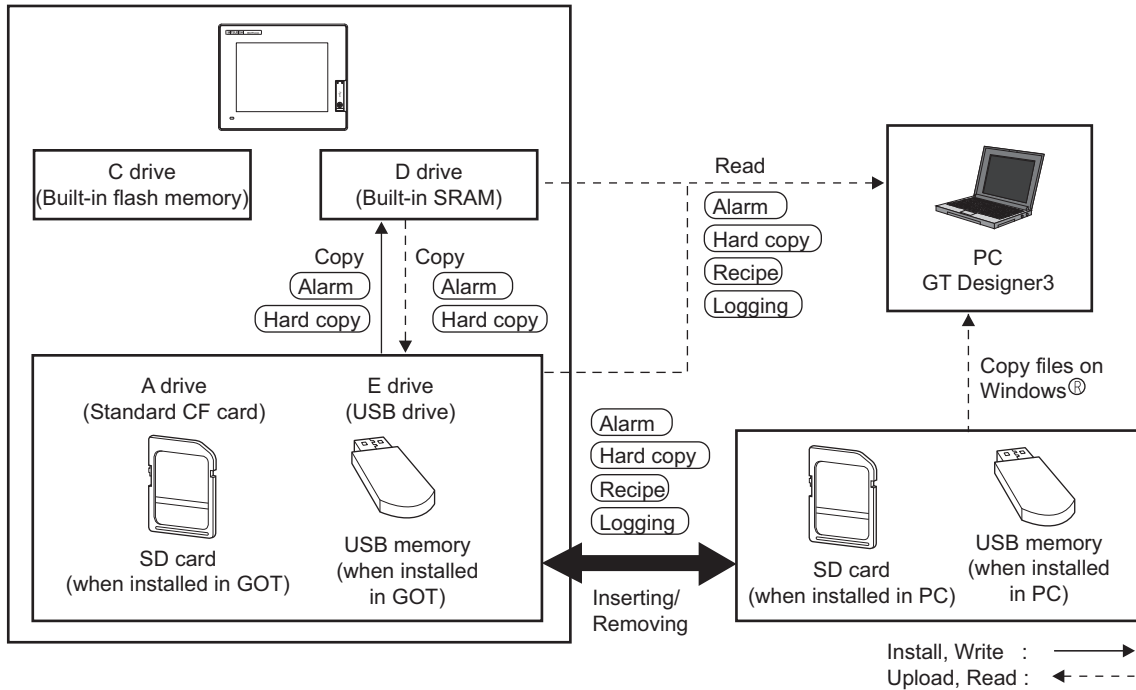 C drive
(Built-in flash memory)
D drive
(Built-in SRAM)
Copy
Alarm
Hard copy
Copy
Alarm
Hard copy
A drive
(Standard CF card)
SD card
(when installed in GOT)
E drive
(USB drive)
USB memory
(when installed
in GOT)
Read
Alarm
Hard copy
Recipe
Logging
PC
GT Designer3
Copy files on
Windows®
Alarm
Hard copy
Recipe
Logging
Inserting/
Removing
SD card
(when installed in PC)
USB memory
(when installed
in PC)
Install, Write :
Upload, Read :